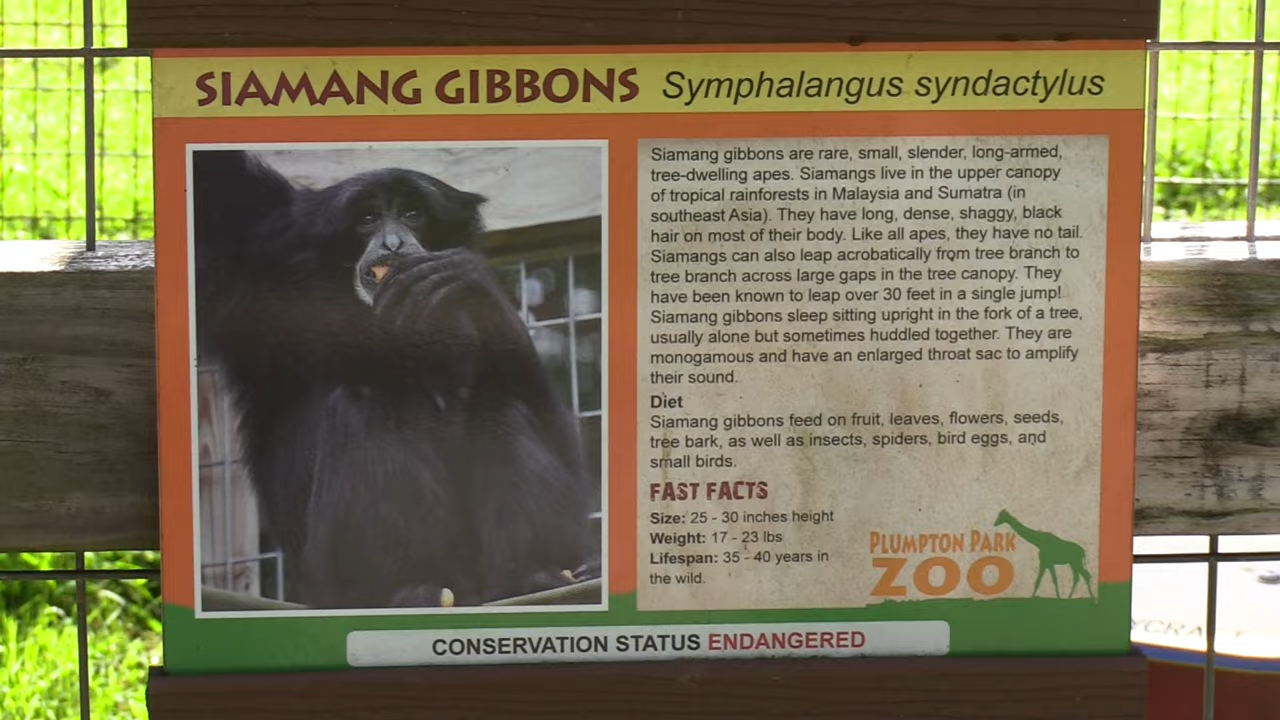 SIAMANG GIBBONS Symphalangus syndactylus
Siamang gibbons are rare, small, slender, long-armed,
tree-dwelling apes. Siamangs live in the upper canopy
of tropical rainforests in Malaysia and Sumatra (in
southeast Asia). They have long, dense, shaggy, black
hair on most of their body. Like all apes, they have no tail.
Siamangs can also leap acrobatically from tree branch to
tree branch across large gaps in the tree canopy. They
have been known to leap over 30 feet in a single jump!
Siamang gibbons sleep sitting upright in the fork of a tree,
usually alone but sometimes huddled together. They are
monogamous and have an enlarged throat sac to amplify
their sound.
Diet
Siamang gibbons feed on fruit, leaves, flowers, seeds,
tree bark, as well as insects, spiders, bird eggs, and
small birds.
FAST FACTS
Size: 25 - 30 inches height
Weight: 17 - 23 lbs
Lifespan: 35 - 40 years in
the wild.
PLUMPTON PARK
ZOO
CONSERVATION STATUS ENDANGERED